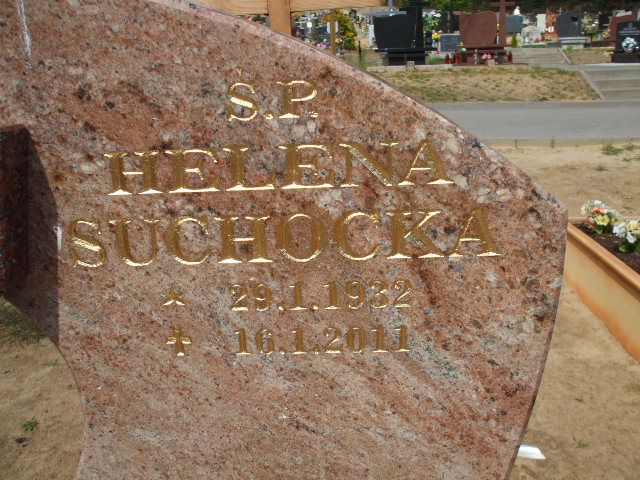 Ś.P.
HELENA
SUCHOCKA
* 29.1.1932
✝ 16.1.2011